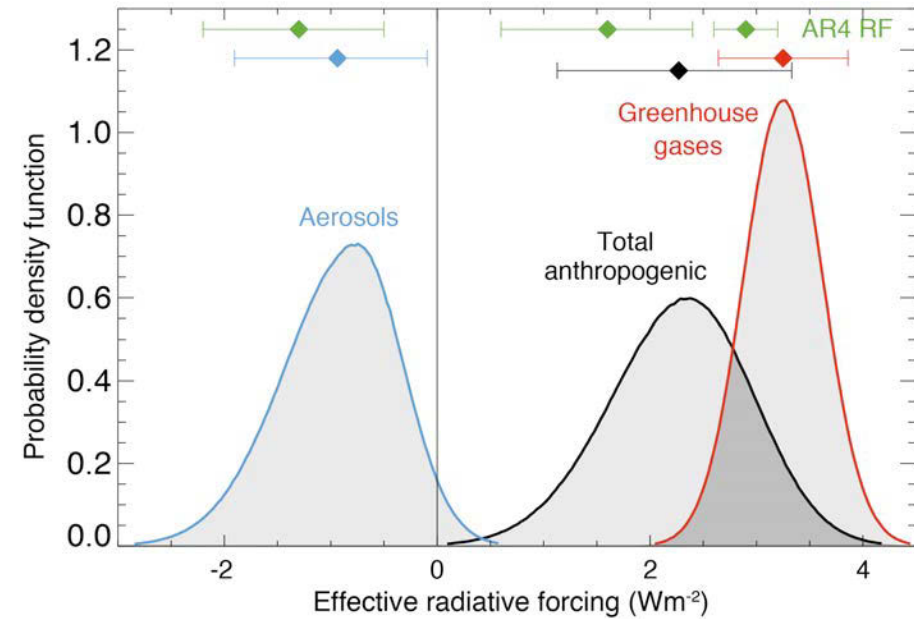 AR4 RF
1.2
Greenhouse
gases
1.0
Aerosols
0.8
Total
anthropogenic
0.6
0.4
0.2
0.0
Probability density function
-2
0
2
4
Effective radiative forcing (Wm⁻²)